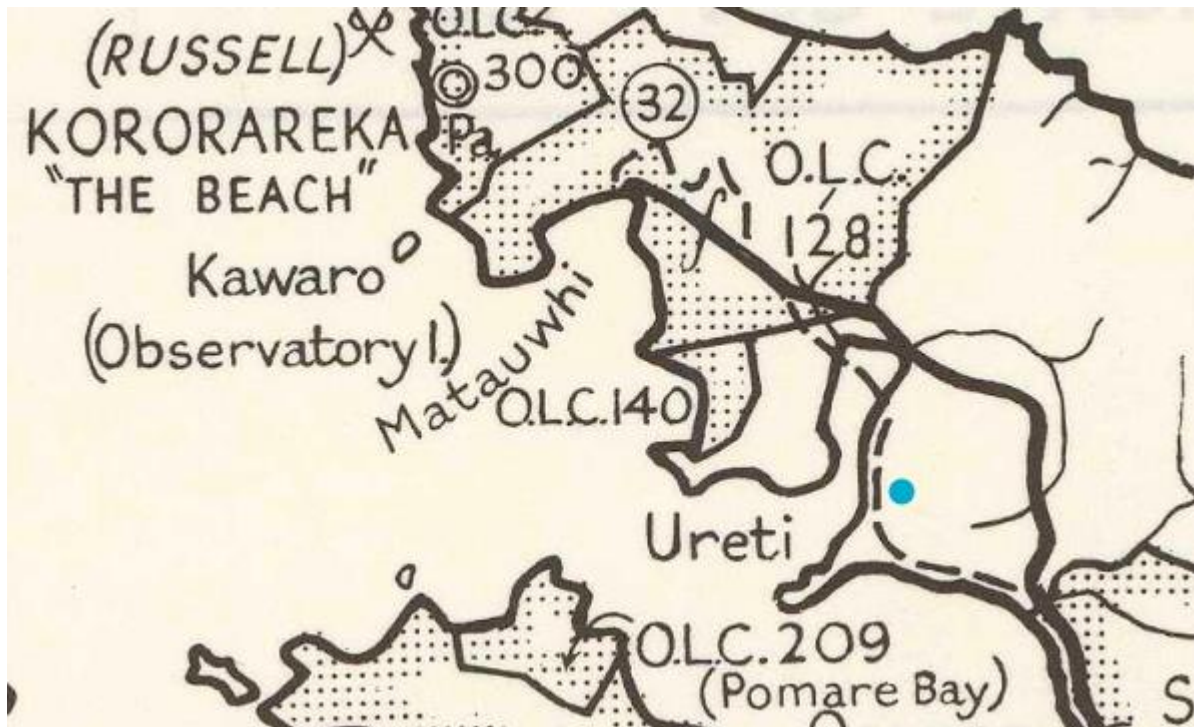 (RUSSELL)
KORORAREKA
"THE BEACH"
O.L.C.
300
Pa
32
O.L.C.
128
Kawaro
(Observatory I.)
Matauwhi
O.L.C.140
Ureti
O.L.C. 209
(Pomare Bay)